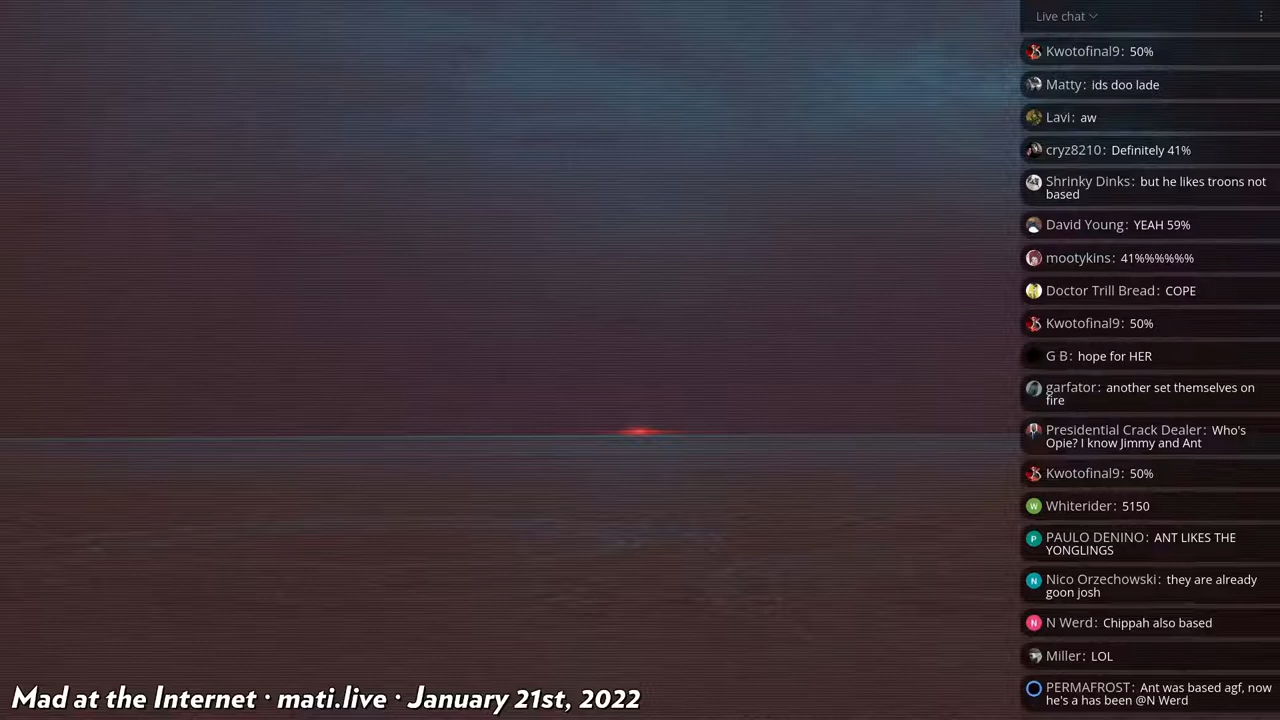 Live chat
Kwotofinal9: 50%
Matty: ids doo lade
Lavi: aw
cryz8210: Definitely 41%
Shrinky Dinks: but he likes troons not
based
David Young: YEAH 59%
mootykins: 41%%%%%%
Doctor Trill Bread: COPE
Kwotofinal9: 50%
G B: hope for HER
garfator: another set themselves on
fire
Presidential Crack Dealer: Who's
Opie? I know Jimmy and Ant
Kwotofinal9: 50%
W
Whiterider: 5150
P
PAULO DENINO: ANT LIKES THE
YONGLINGS
N
Nico Orzechowski: they are already
goon josh
N
N Werd: Chippah also based
Miller: LOL
PERMAFROST: Ant was based agf, now
he's a has been @N Werd
Mad at the Internet · mati.live · January 21st, 2022